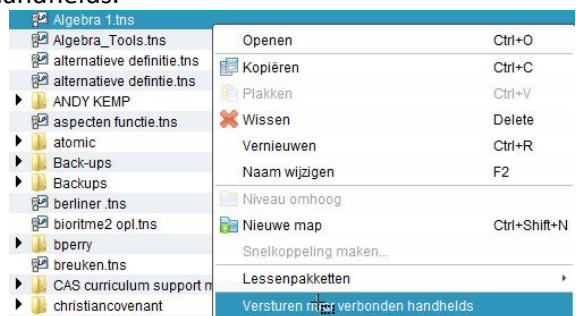 handhelds.
Algebra 1.tns
Algebra_Tools.tns
alternatieve definitie.tns
alternatieve defintie.tns
ANDY KEMP
aspecten functie.tns
atomic
Back-ups
Backups
berliner .tns
bioritme2 opl.tns
bperry
breuken.tns
CAS curriculum support m
christiancovenant
Openen Ctrl+O
Kopiëren Ctrl+C
Plakken Ctrl+V
Wissen Delete
Vernieuwen Ctrl+R
Naam wijzigen F2
Niveau omhoog
Nieuwe map Ctrl+Shift+N
Snelkoppeling maken...
Lessenpakketten
Versturen naar verbonden handhelds